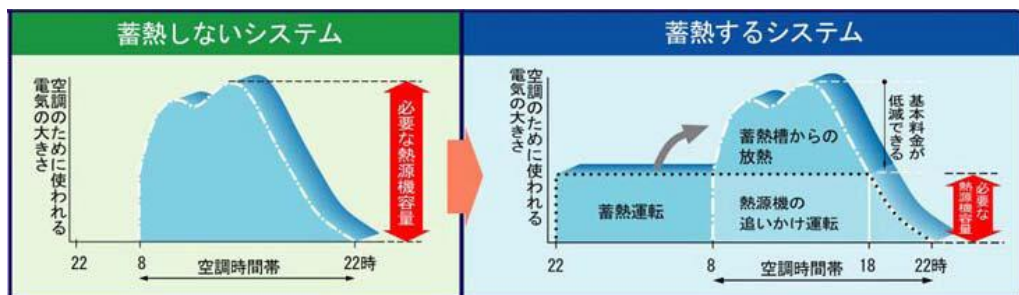 蓄熱しないシステム
空調のために使われる
電気の大きさ
必要な熱源機容量
22
8
22時
空調時間帯
蓄熱するシステム
空調のために使われる
電気の大きさ
蓄熱運転
蓄熱槽からの
放熱
熱源機の
追いかけ運転
基本料金が
低減できる
必要な
熱源機容量
22
8
18
22時
空調時間帯